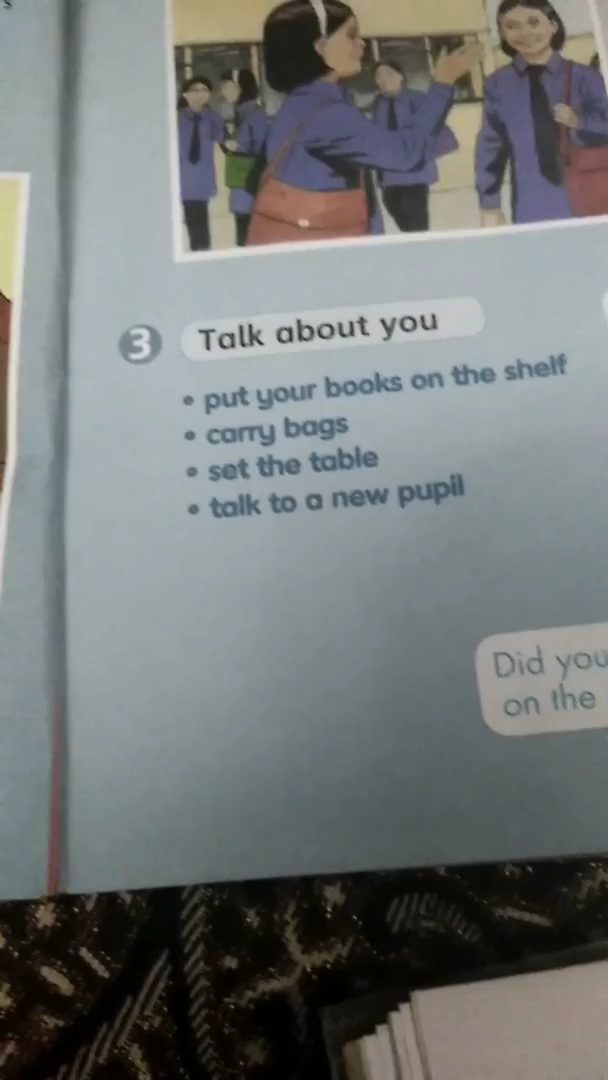 3 Talk about you
• put your books on the shelf
• carry bags
• set the table
• talk to a new pupil
Did you
on the